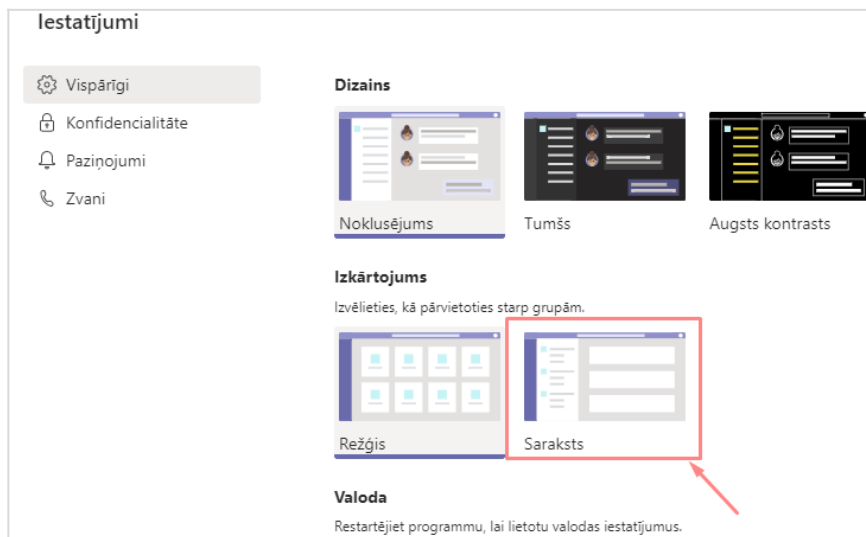 Iestatījumi
Vispārīgi
Konfidencialitāte
Paziņojumi
Zvani
Dizains
Noklusējums
Tumšs
Augsts kontrasts
Izkārtojums
Izvēlieties, kā pārvietoties starp grupām.
Režģis
Saraksts
Valoda
Restartējiet programmu, lai lietotu valodas iestatījumus.